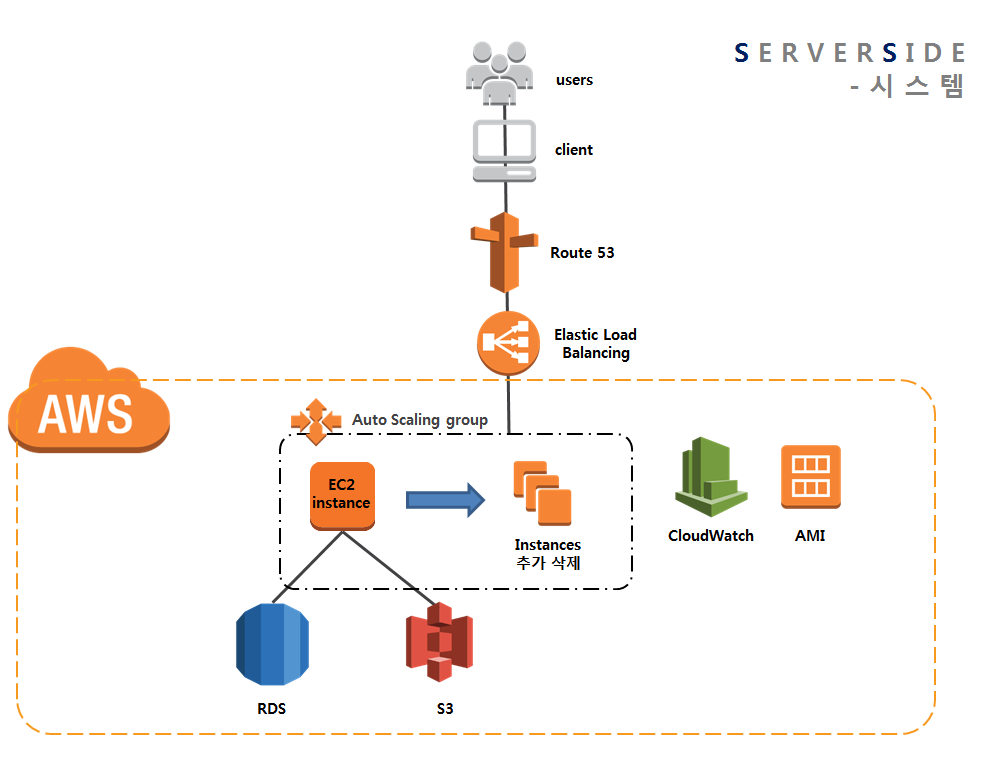 SERVERSIDE
- 시스템
users
client
Route 53
Elastic Load
Balancing
AWS
Auto Scaling group
EC2
instance
Instances
추가 삭제
CloudWatch
AMI
RDS
S3